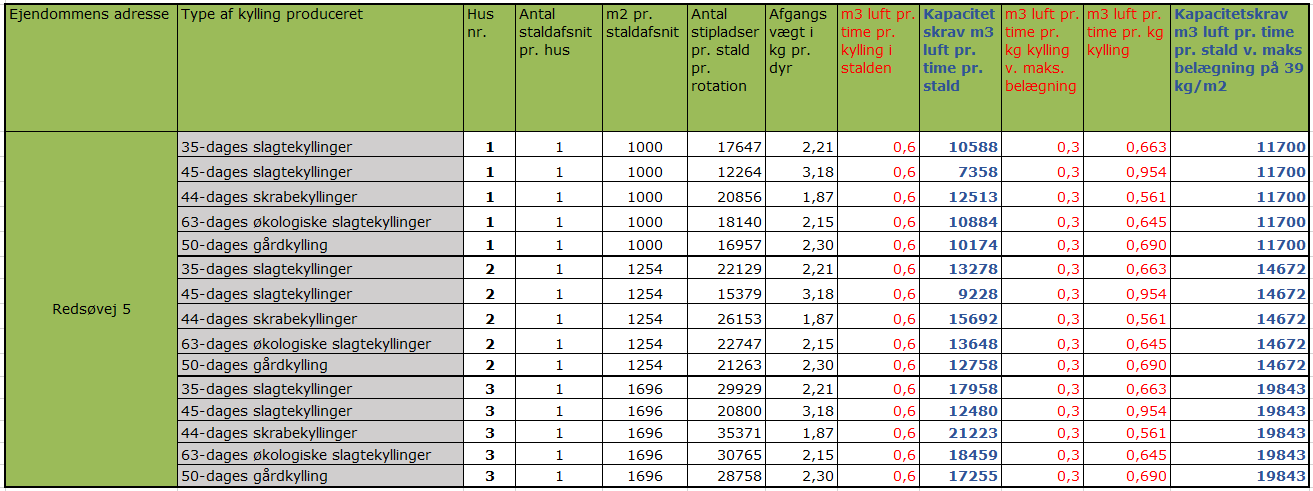 Ejendommens adresse Type af kylling produceret Hus nr. Antal staldafsnit pr. hus m2 pr. staldafsnit Antal stipladser pr. stald pr. rotation Afgangs vægt i kg pr. dyr m3 luft pr. time pr. kylling i stalden Kapacitet skrav m3 luft pr. time pr. stald m3 luft pr. time pr. kg kylling v. maks. belægning m3 luft pr. time pr. kg kylling Kapacitetskrav m3 luft pr. time pr. stald v. maks belægning på 39 kg/m2
Redsøvej 5
35-dages slagtekyllinger 1 1 1000 17647 2,21 0,6 10588 0,3 0,663 11700
45-dages slagtekyllinger 1 1 1000 12264 3,18 0,6 7358 0,3 0,954 11700
44-dages skrabekyllinger 1 1 1000 20856 1,87 0,6 12513 0,3 0,561 11700
63-dages økologiske slagtekyllinger 1 1 1000 18140 2,15 0,6 10884 0,3 0,645 11700
50-dages gårdkylling 1 1 1000 16957 2,30 0,6 10174 0,3 0,690 11700
35-dages slagtekyllinger 2 1 1254 22129 2,21 0,6 13278 0,3 0,663 14672
45-dages slagtekyllinger 2 1 1254 15379 3,18 0,6 9228 0,3 0,954 14672
44-dages skrabekyllinger 2 1 1254 26153 1,87 0,6 15692 0,3 0,561 14672
63-dages økologiske slagtekyllinger 2 1 1254 22747 2,15 0,6 13648 0,3 0,645 14672
50-dages gårdkylling 2 1 1254 21263 2,30 0,6 12758 0,3 0,690 14672
35-dages slagtekyllinger 3 1 1696 29929 2,21 0,6 17958 0,3 0,663 19843
45-dages slagtekyllinger 3 1 1696 20800 3,18 0,6 12480 0,3 0,954 19843
44-dages skrabekyllinger 3 1 1696 35371 1,87 0,6 21223 0,3 0,561 19843
63-dages økologiske slagtekyllinger 3 1 1696 30765 2,15 0,6 18459 0,3 0,645 19843
50-dages gårdkylling 3 1 1696 28758 2,30 0,6 17255 0,3 0,690 19843